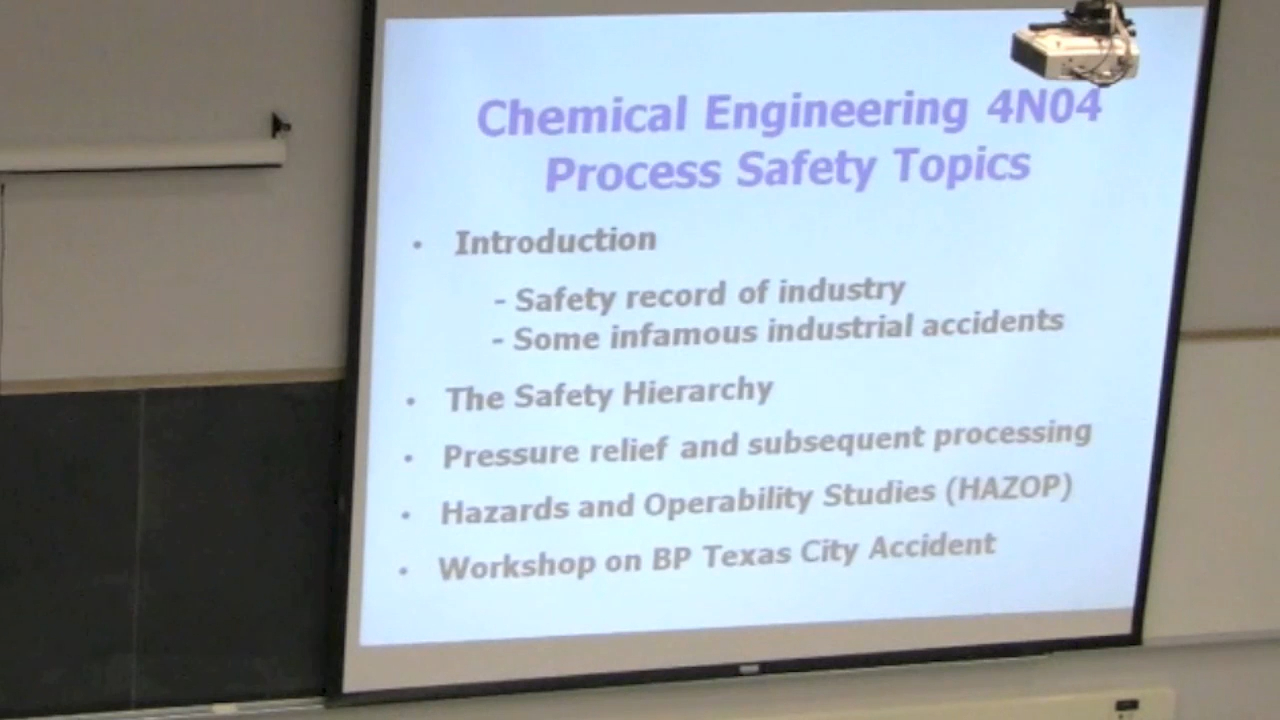 Chemical Engineering 4N04
Process Safety Topics
• Introduction
- Safety record of industry
- Some infamous industrial accidents
• The Safety Hierarchy
• Pressure relief and subsequent processing
• Hazards and Operability Studies (HAZOP)
• Workshop on BP Texas City Accident